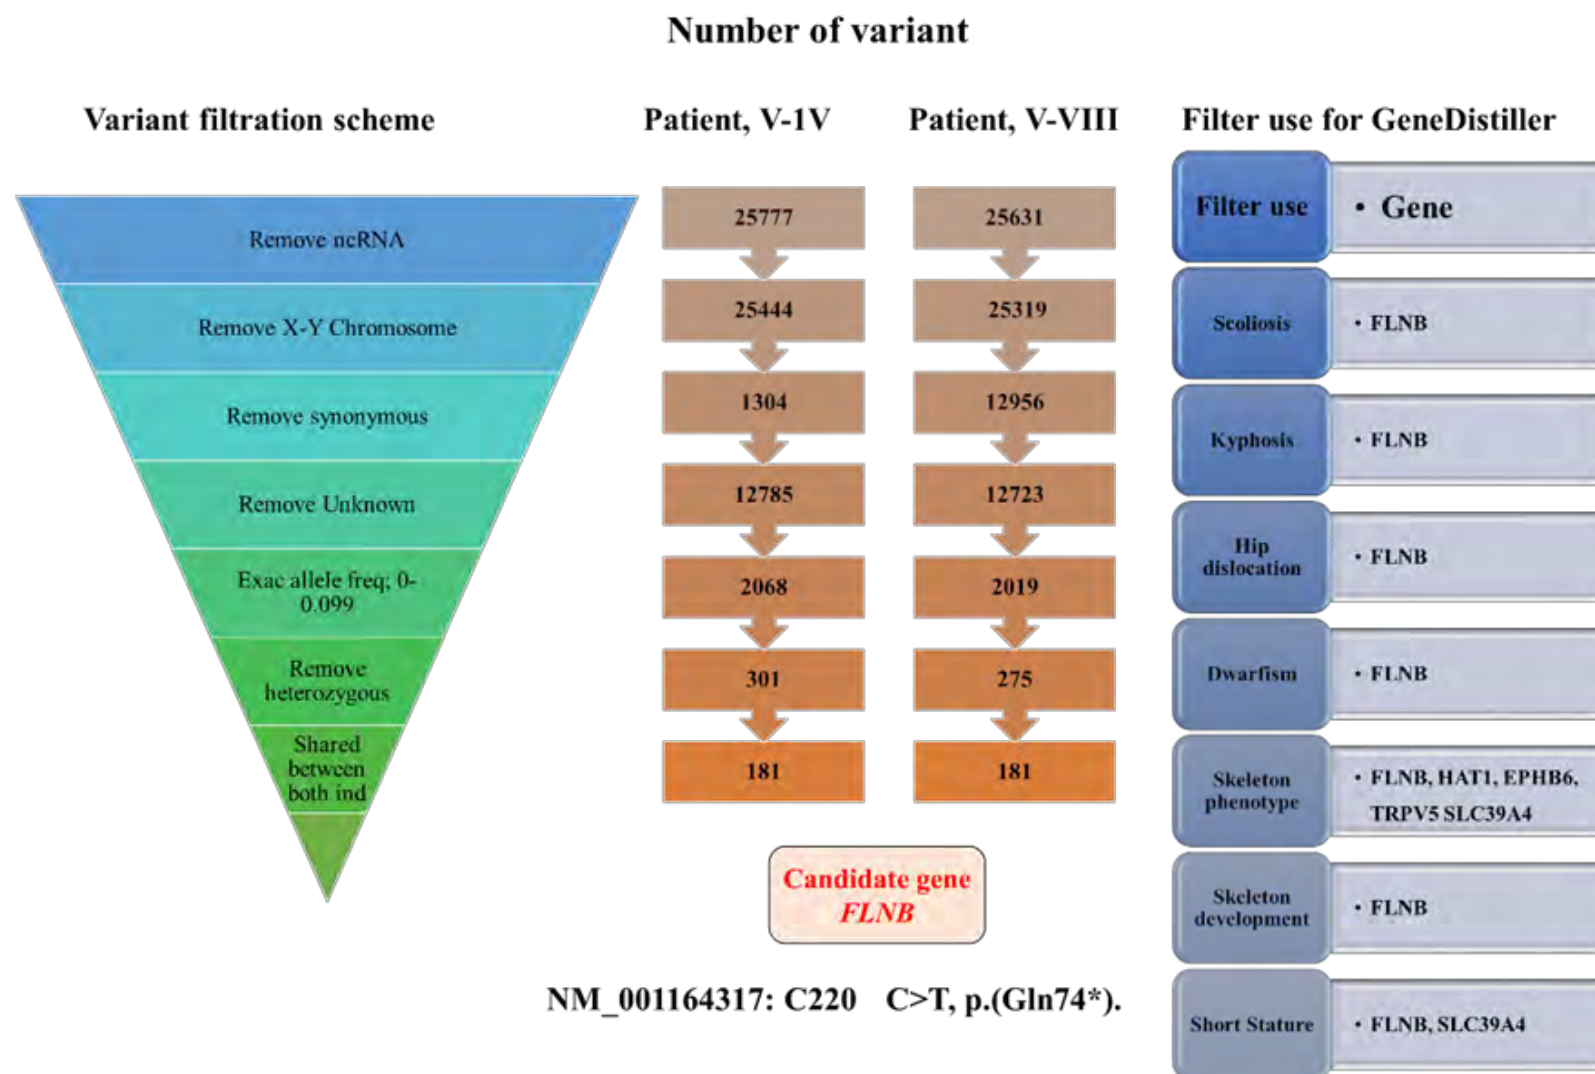 Number of variant
Variant filtration scheme
Remove ncRNA
Remove X-Y Chromosome
Remove synonymous
Remove Unknown
Exac allele freq; 0-
0.099
Remove
heterozygous
Shared
between
both ind
Patient, V-1V
25777
25444
1304
12785
2068
301
181
Patient, V-VIII
25631
25319
12956
12723
2019
275
181
Candidate gene
FLNB
NM_001164317: C220 C>T, p.(Gln74*).
Filter use for GeneDistiller
Filter use • Gene
Scoliosis • FLNB
Kyphosis • FLNB
Hip
dislocation
• FLNB
Dwarfism • FLNB
Skeleton
phenotype
• FLNB, HAT1, EPHB6,
TRPV5 SLC39A4
Skeleton
development
• FLNB
Short Stature • FLNB, SLC39A4